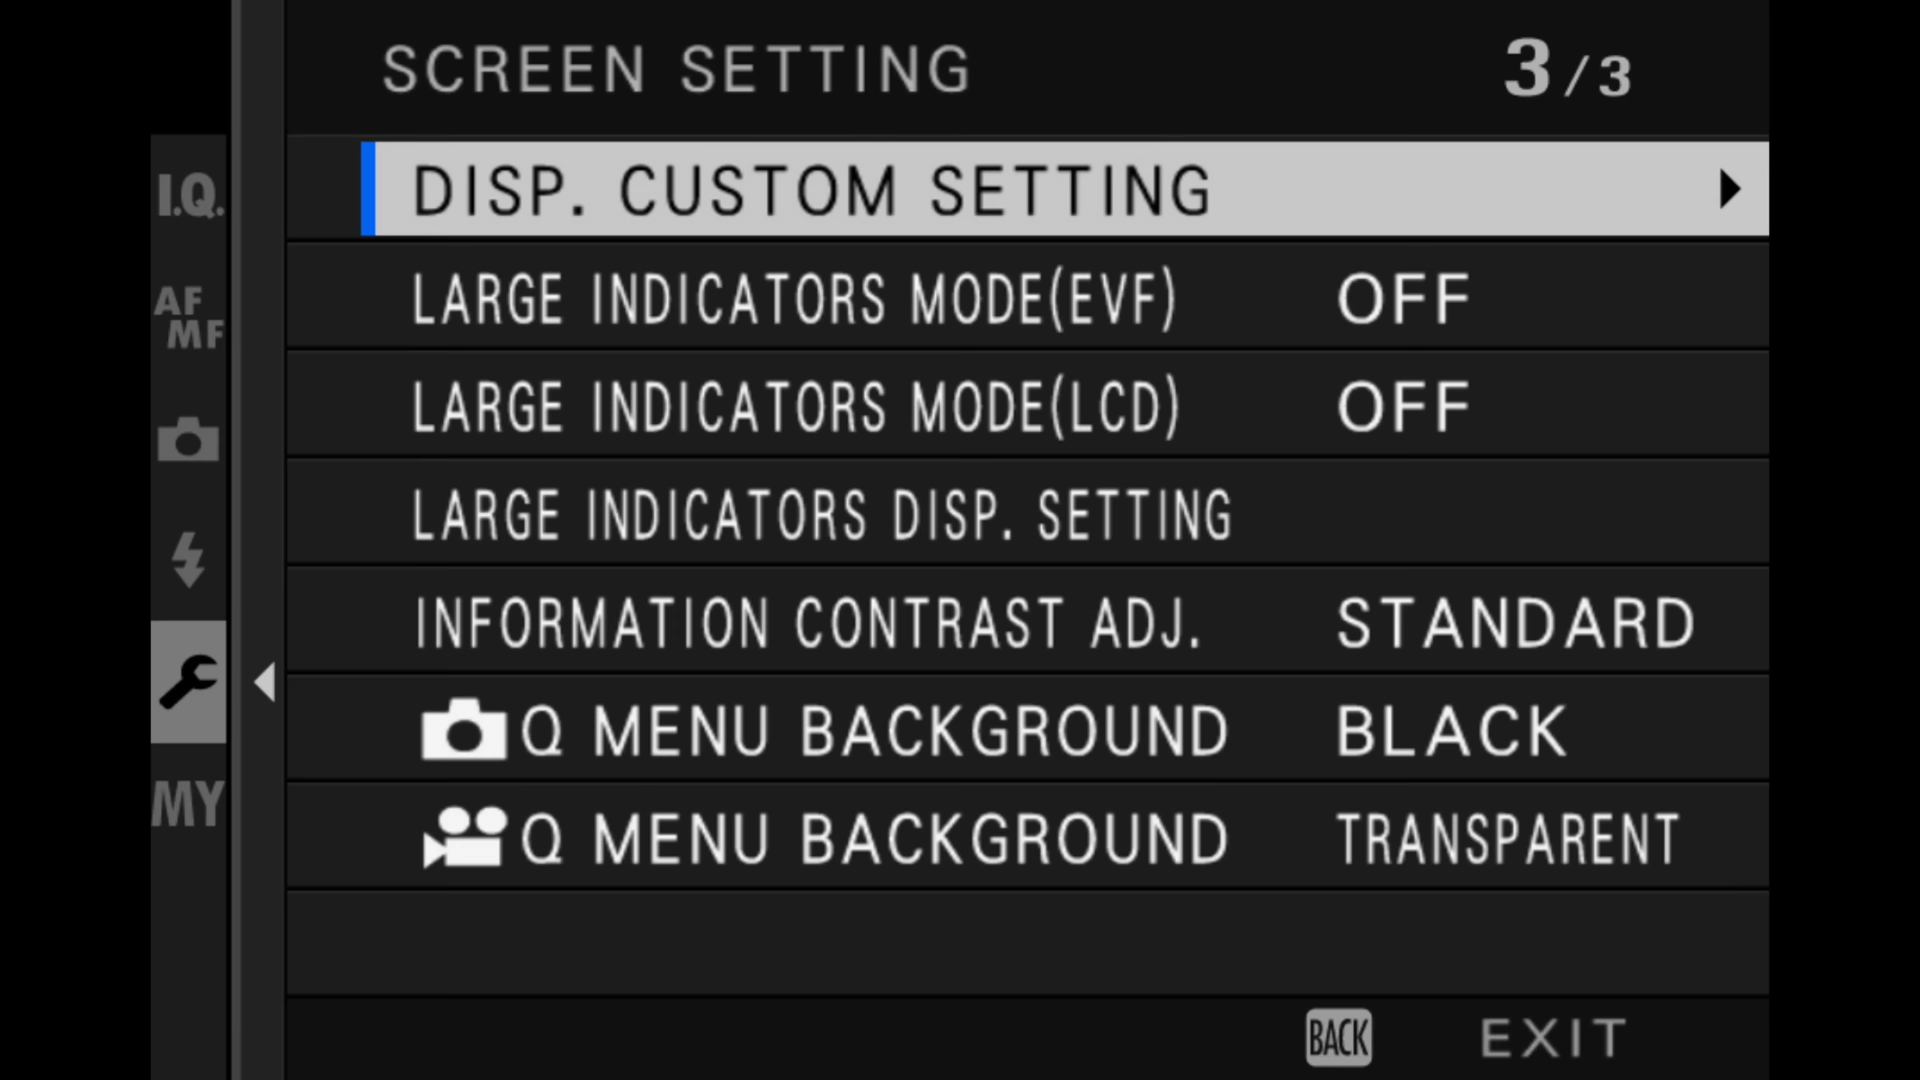 SCREEN SETTING 3/3
I.Q.
DISP. CUSTOM SETTING
AF
MF
LARGE INDICATORS MODE(EVF) OFF
LARGE INDICATORS MODE(LCD) OFF
LARGE INDICATORS DISP. SETTING
INFORMATION CONTRAST ADJ. STANDARD
Q MENU BACKGROUND BLACK
MY
Q MENU BACKGROUND TRANSPARENT
BACK EXIT